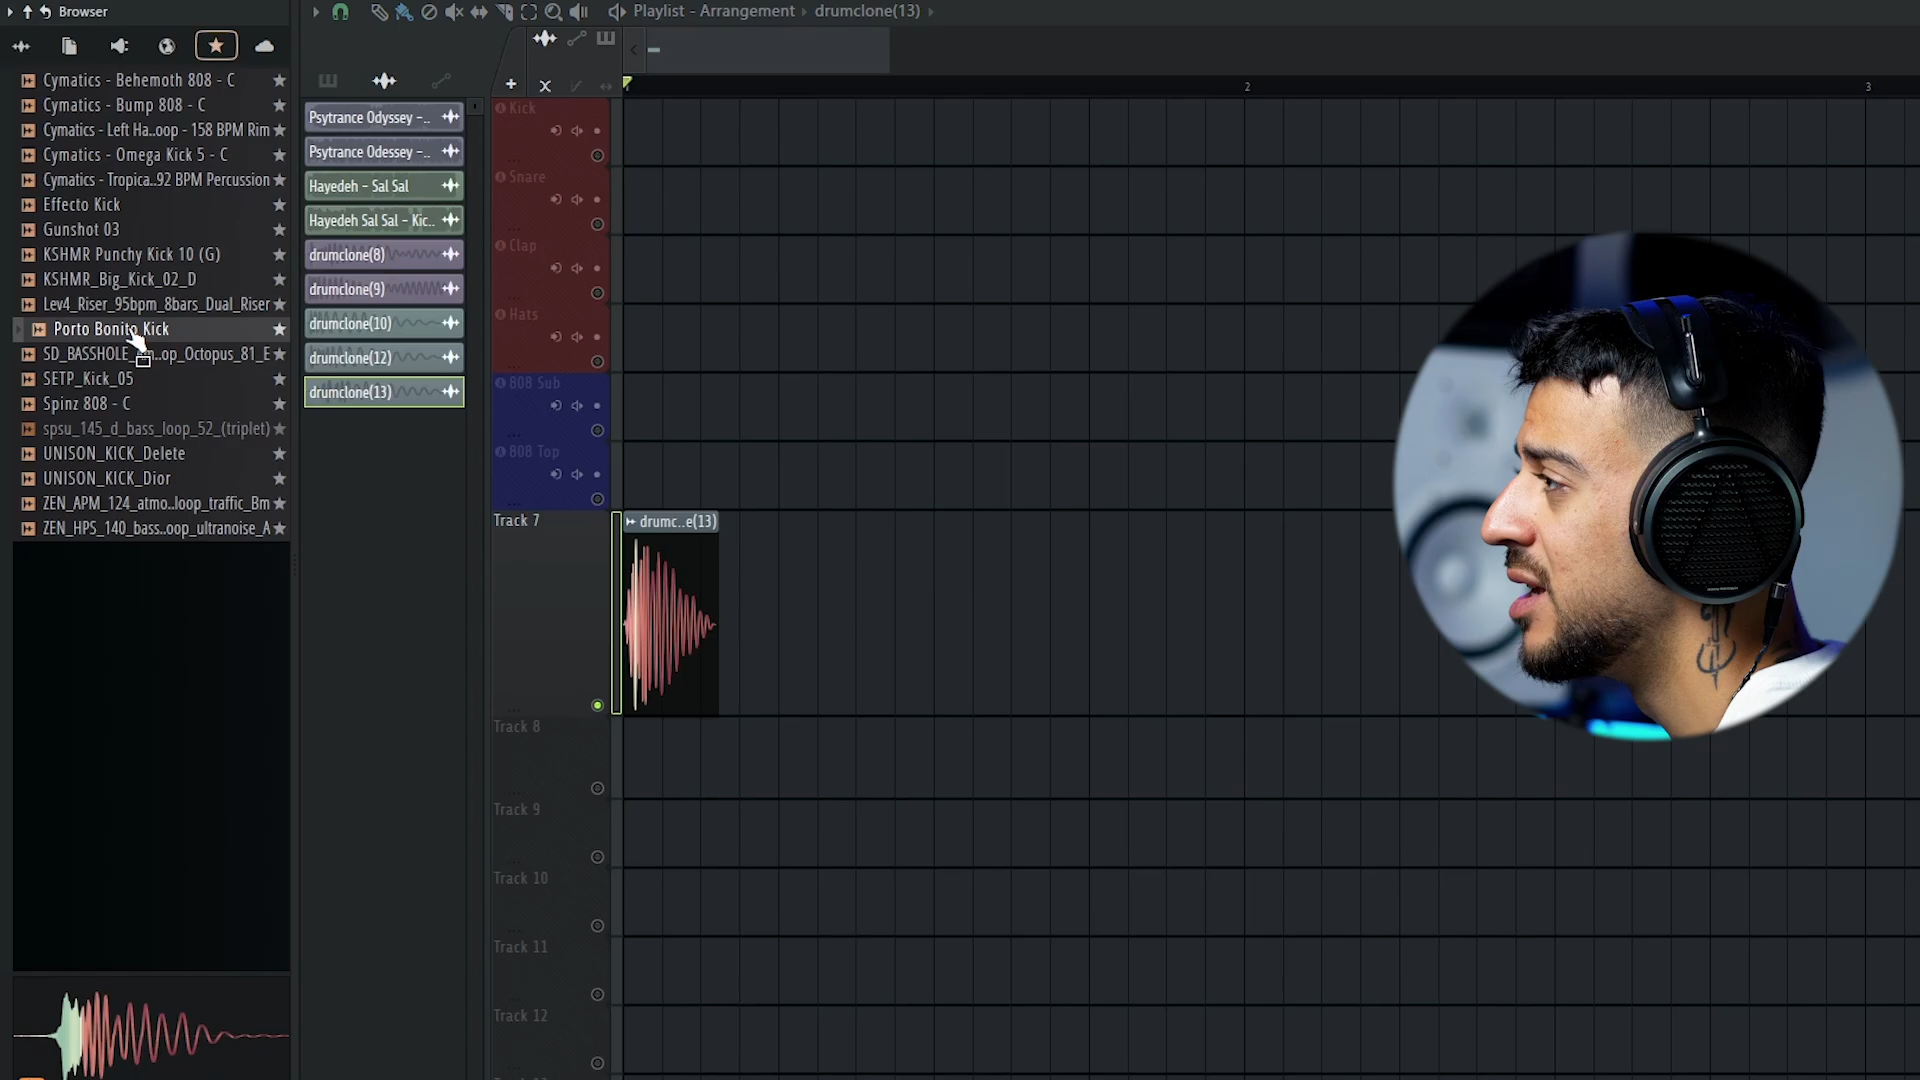 Browser
Playlist - Arrangement › drumclone(13) ›
Cymatics - Behemoth 808 - C
Cymatics - Bump 808 - C
Cymatics - Left Ha..oop - 158 BPM Rim
Cymatics - Omega Kick 5 - C
Cymatics - Tropica..92 BPM Percussion
Effecto Kick
Gunshot 03
KSHMR Punchy Kick 10 (G)
KSHMR_Big_Kick_02_D
Lev4_Riser_95bpm_8bars_Dual_Riser
Porto Bonito Kick
SD_BASSHOLE_ op_Octopus_81_E
SETP_Kick_05
Spinz 808 - C
spsu_145_d_bass_loop_52_(triplet)
UNISON_KICK_Delete
UNISON_KICK_Dior
ZEN_APM_124_atmo..loop_traffic_Bm
ZEN_HPS_140_bass..oop_ultranoise_A
Psytrance Odyssey -..
Psytrance Odessey -..
Hayedeh - Sal Sal
Hayedeh Sal Sal - Kic..
drumclone(8)
drumclone(9)
drumclone(10)
drumclone(12)
drumclone(13)
2
3
Kick
Snare
Clap
Hats
808 Sub
808 Top
Track 7
drumc..e(13)
Track 8
Track 9
Track 10
Track 11
Track 12